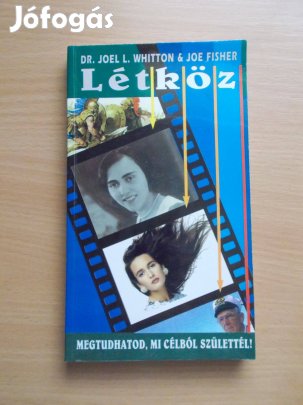 Jófogás
DR. JOEL L. WHITTON & JOE FISHER
Létköz
MEGTUDHATOD, MI CÉLBÓL SZÜLETTÉL!